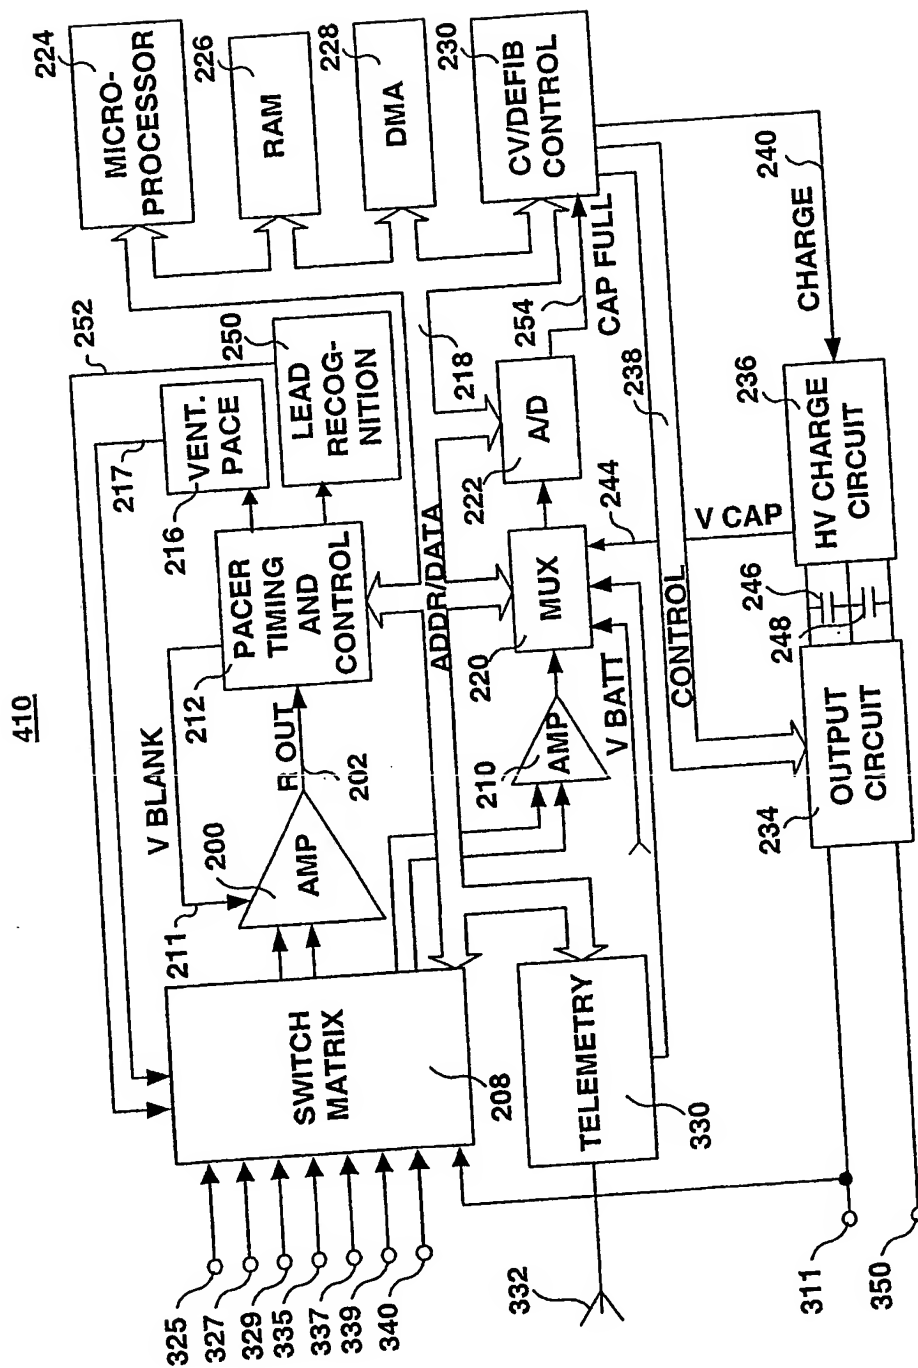 410
224
MICRO-
PROCESSOR
226
RAM
228
DMA
230
CV/DEFIB
CONTROL
252
250
LEAD
RECOG-
NITION
217
216
VENT.
PACE
212
PACER
TIMING
AND
CONTROL
V BLANK
211
200
AMP
R OUT
202
SWITCH
MATRIX
208
ADDR/DATA
218
222
A/D
254
CAP FULL
220
MUX
244
210
AMP
V BATT
238
CONTROL
V CAP
240
CHARGE
236
HV CHARGE
CIRCUIT
246
248
234
OUTPUT
CIRCUIT
TELEMETRY
330
332
325
327
329
335
337
339
340
311
350